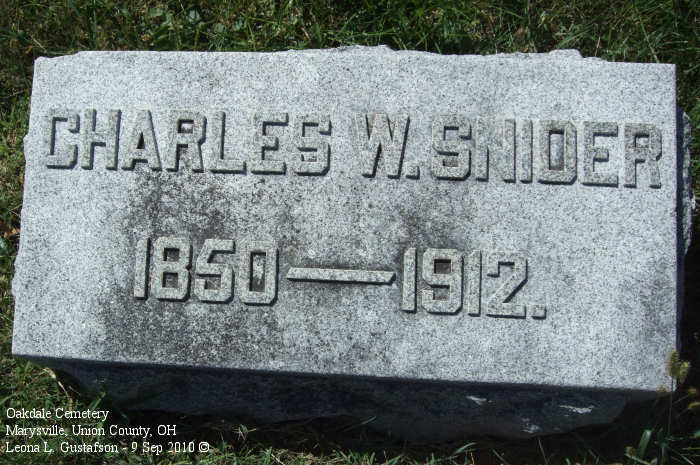 CHARLES W. SNIDER
1850 — 1912.
Oakdale Cemetery
Marysville, Union County, OH
Leona L. Gustafson - 9 Sep 2010 ©